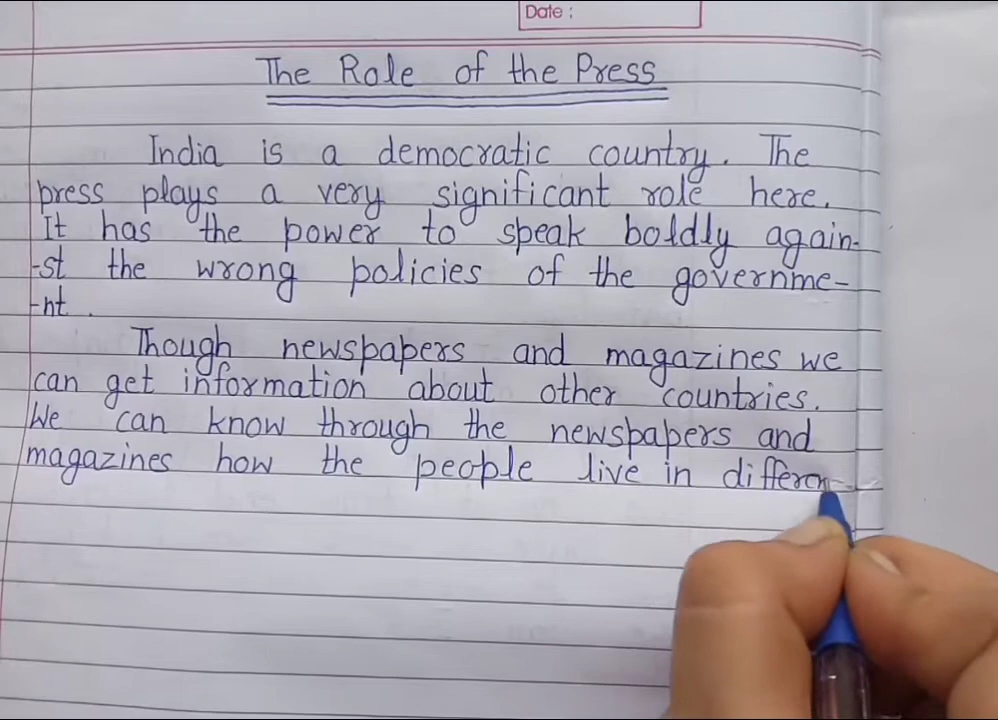 Date :
The Role of the Press
India is a democratic country. The
press plays a very significant role here.
It has the power to speak boldly again-
-st the wrong policies of the governme-
-nt.
Though newspapers and magazines we
can get information about other countries.
We can know through the newspapers and
magazines how the people live in differen